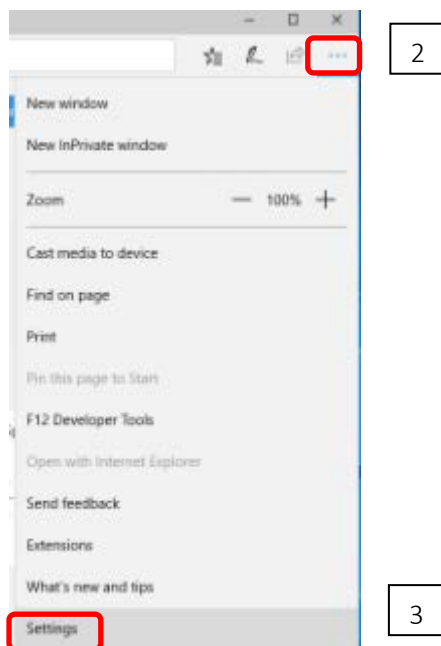 2
New window
New InPrivate window
Zoom — 100% +
Cast media to device
Find on page
Print
Pin this page to Start
F12 Developer Tools
Open with Internet Explorer
Send feedback
Extensions
What's new and tips
Settings
3